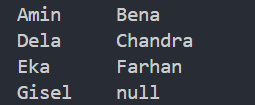 Amin Bena
Dela Chandra
Eka Farhan
Gisel null